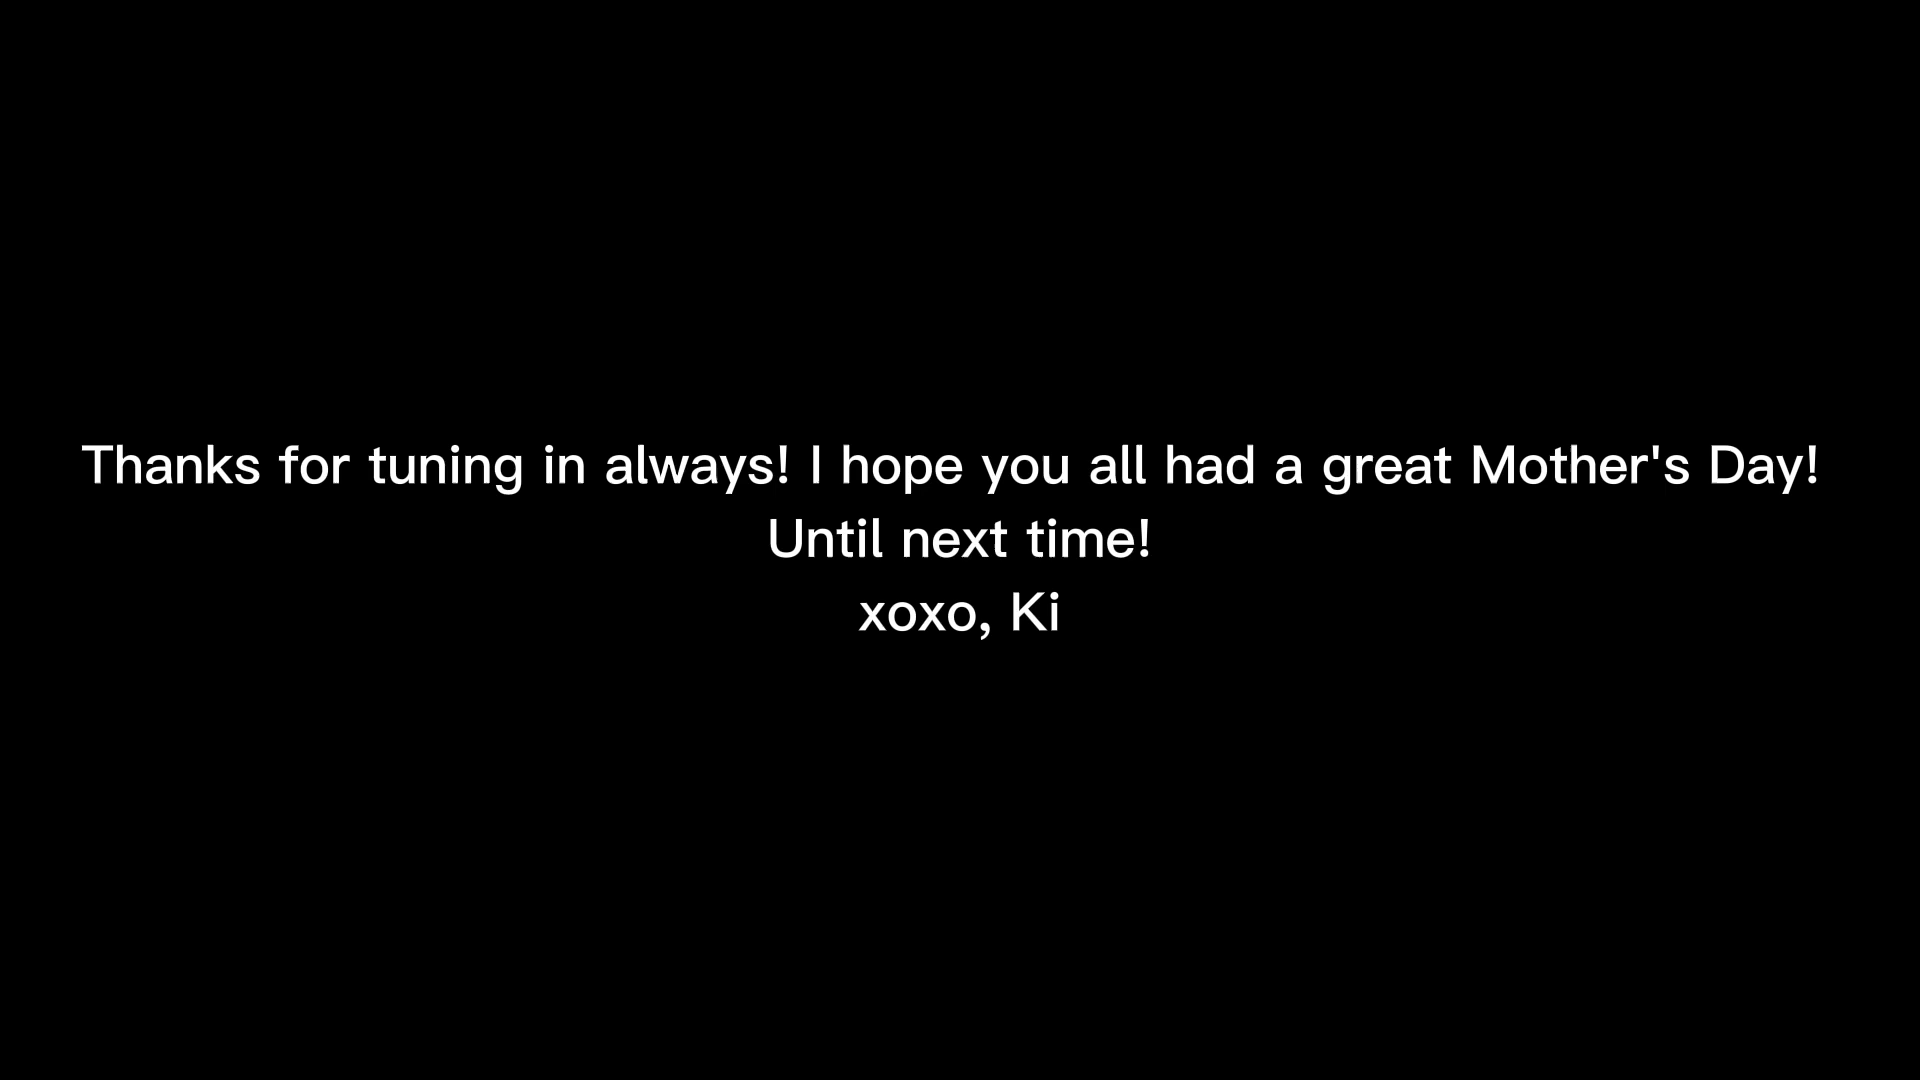 Thanks for tuning in always! I hope you all had a great Mother's Day!
Until next time!
xoxo, Ki